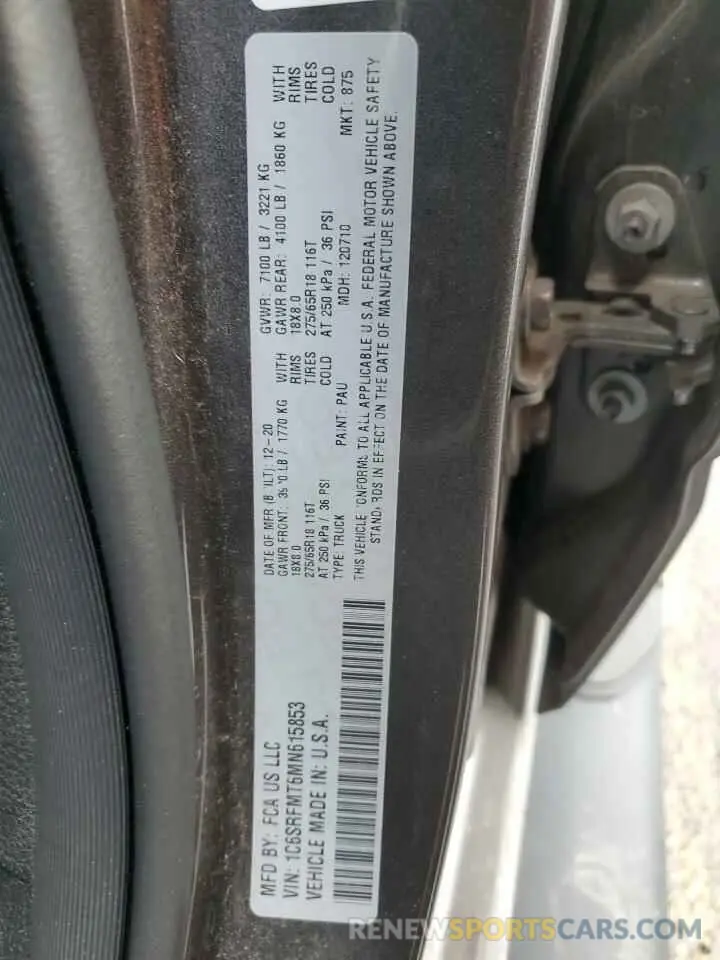 MFD BY: FCA US LLC
VIN: 1C6SRFMT6MN615853
VEHICLE MADE IN: U.S.A.
DATE OF MFR 12-20 GVWR: 7100 LB / 3221 KG
GAWR FRONT: LB / 1770 KG WITH GAWR REAR: 4100 LB / 1860 KG WITH
18X8.0 RIMS 18X8.0 RIMS
275/65R18 116T TIRES 275/65R18 116T TIRES
AT 250 kPa / 36 PSI COLD AT 250 kPa / 36 PSI COLD
TYPE: TRUCK PAINT: PAU MDH: 120710 MKT: 875
THIS VEHICLE TO ALL APPLICABLE U.S.A. FEDERAL MOTOR VEHICLE SAFETY
IN EFFECT ON THE DATE OF MANUFACTURE SHOWN ABOVE.
RENEWSPORTSCARS.COM